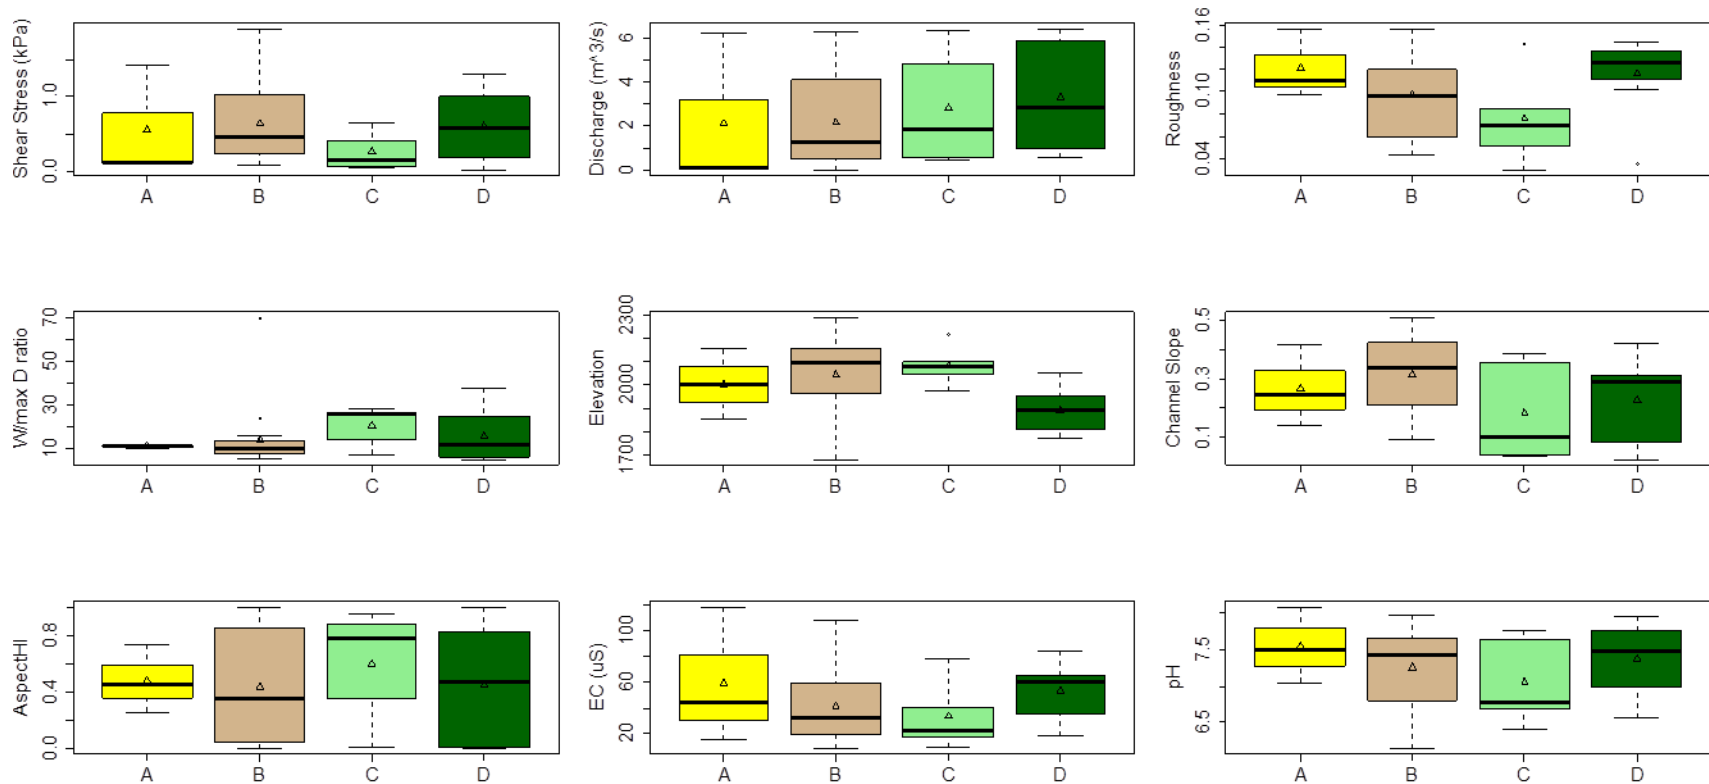 Shear Stress (kPa)
0.0 1.0
A B C D
Discharge (m^3/s)
0 2 4 6
A B C D
Roughness
0.04 0.10 0.16
A B C D
W/max D ratio
10 30 50 70
A B C D
Elevation
1700 2000 2300
A B C D
Channel Slope
0.1 0.3 0.5
A B C D
AspectHI
0.0 0.4 0.8
A B C D
EC (uS)
20 60 100
A B C D
pH
6.5 7.5
A B C D